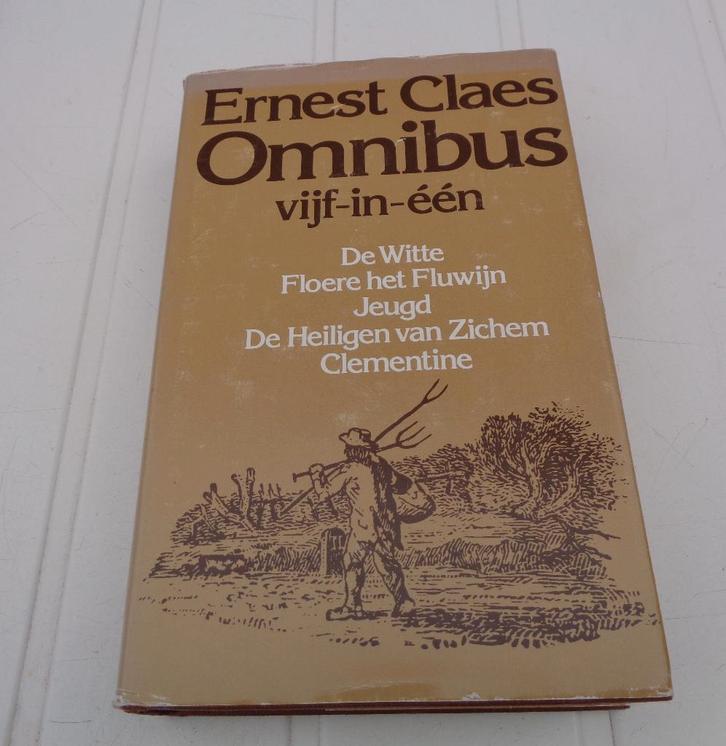 Ernest Claes
Omnibus
vijf-in-één
De Witte
Floere het Fluwijn
Jeugd
De Heiligen van Zichem
Clementine